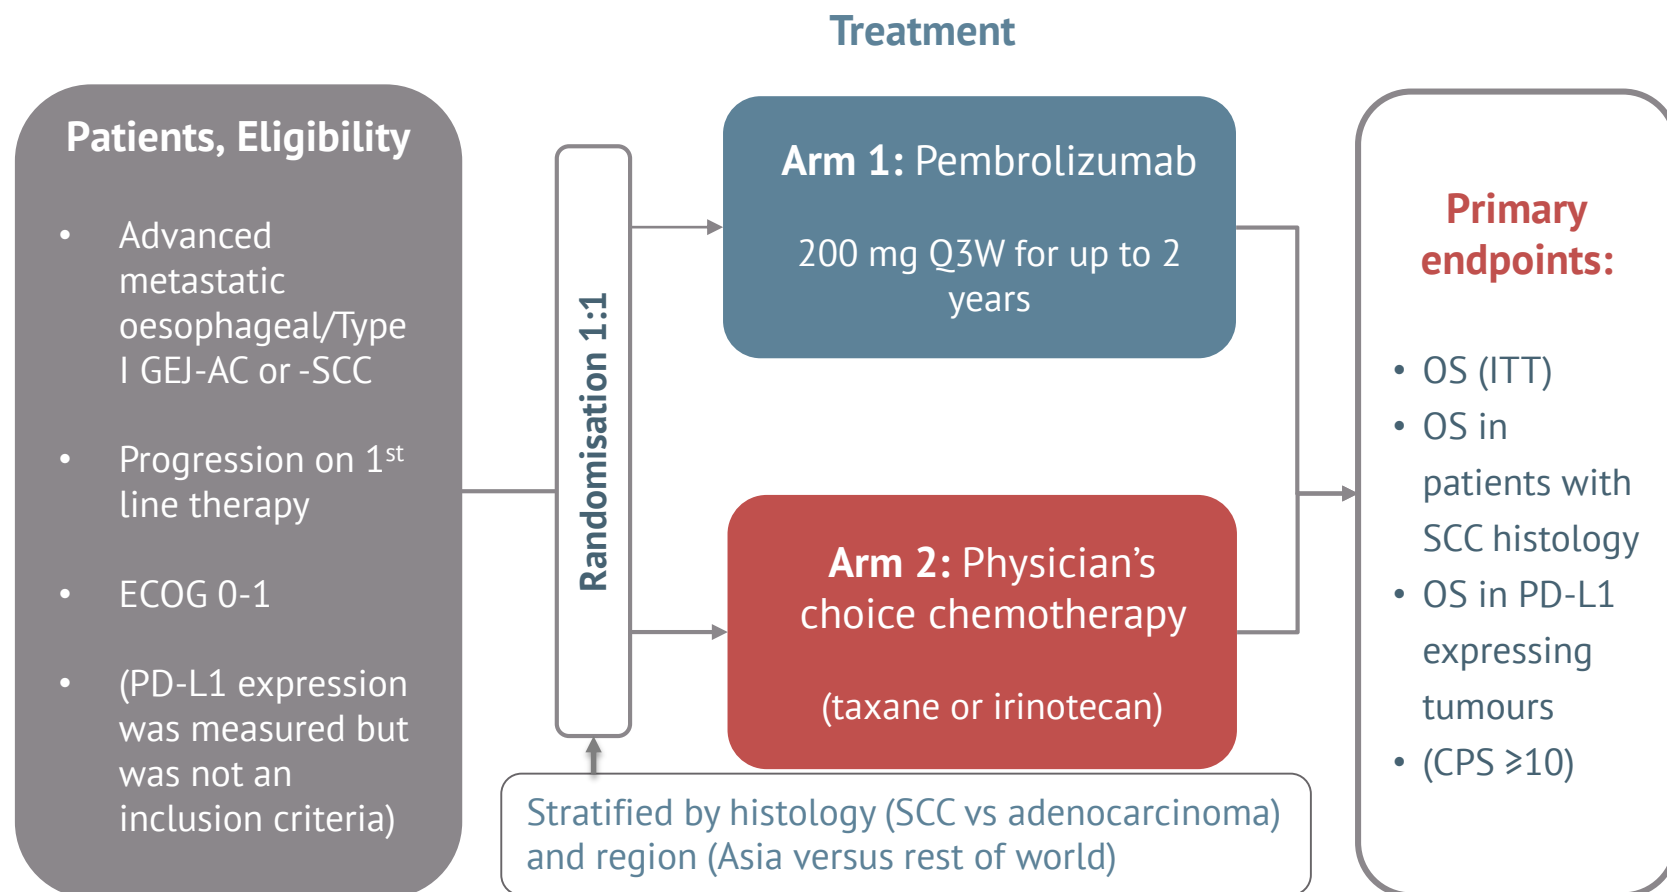 Treatment
Patients, Eligibility
• Advanced
metastatic
oesophageal/Type
I GEJ-AC or -SCC
• Progression on 1st
line therapy
• ECOG 0-1
• (PD-L1 expression
was measured but
was not an
inclusion criteria)
Randomisation 1:1
Arm 1: Pembrolizumab
200 mg Q3W for up to 2
years
Arm 2: Physician's
choice chemotherapy
(taxane or irinotecan)
Stratified by histology (SCC vs adenocarcinoma)
and region (Asia versus rest of world)
Primary
endpoints:
• OS (ITT)
• OS in
patients with
SCC histology
• OS in PD-L1
expressing
tumours
• (CPS ≥10)